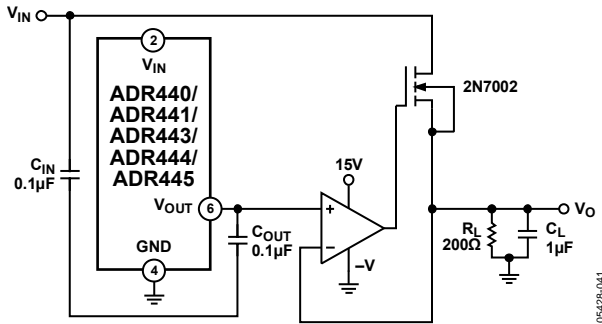 VIN
2
VIN
ADR440/
ADR441/
ADR443/
ADR444/
ADR445
2N7002
CIN
0.1µF
15V
VOUT
6
+
−
VO
COUT
0.1µF
GND
4
−V
RL
200Ω
CL
1µF
05428-041